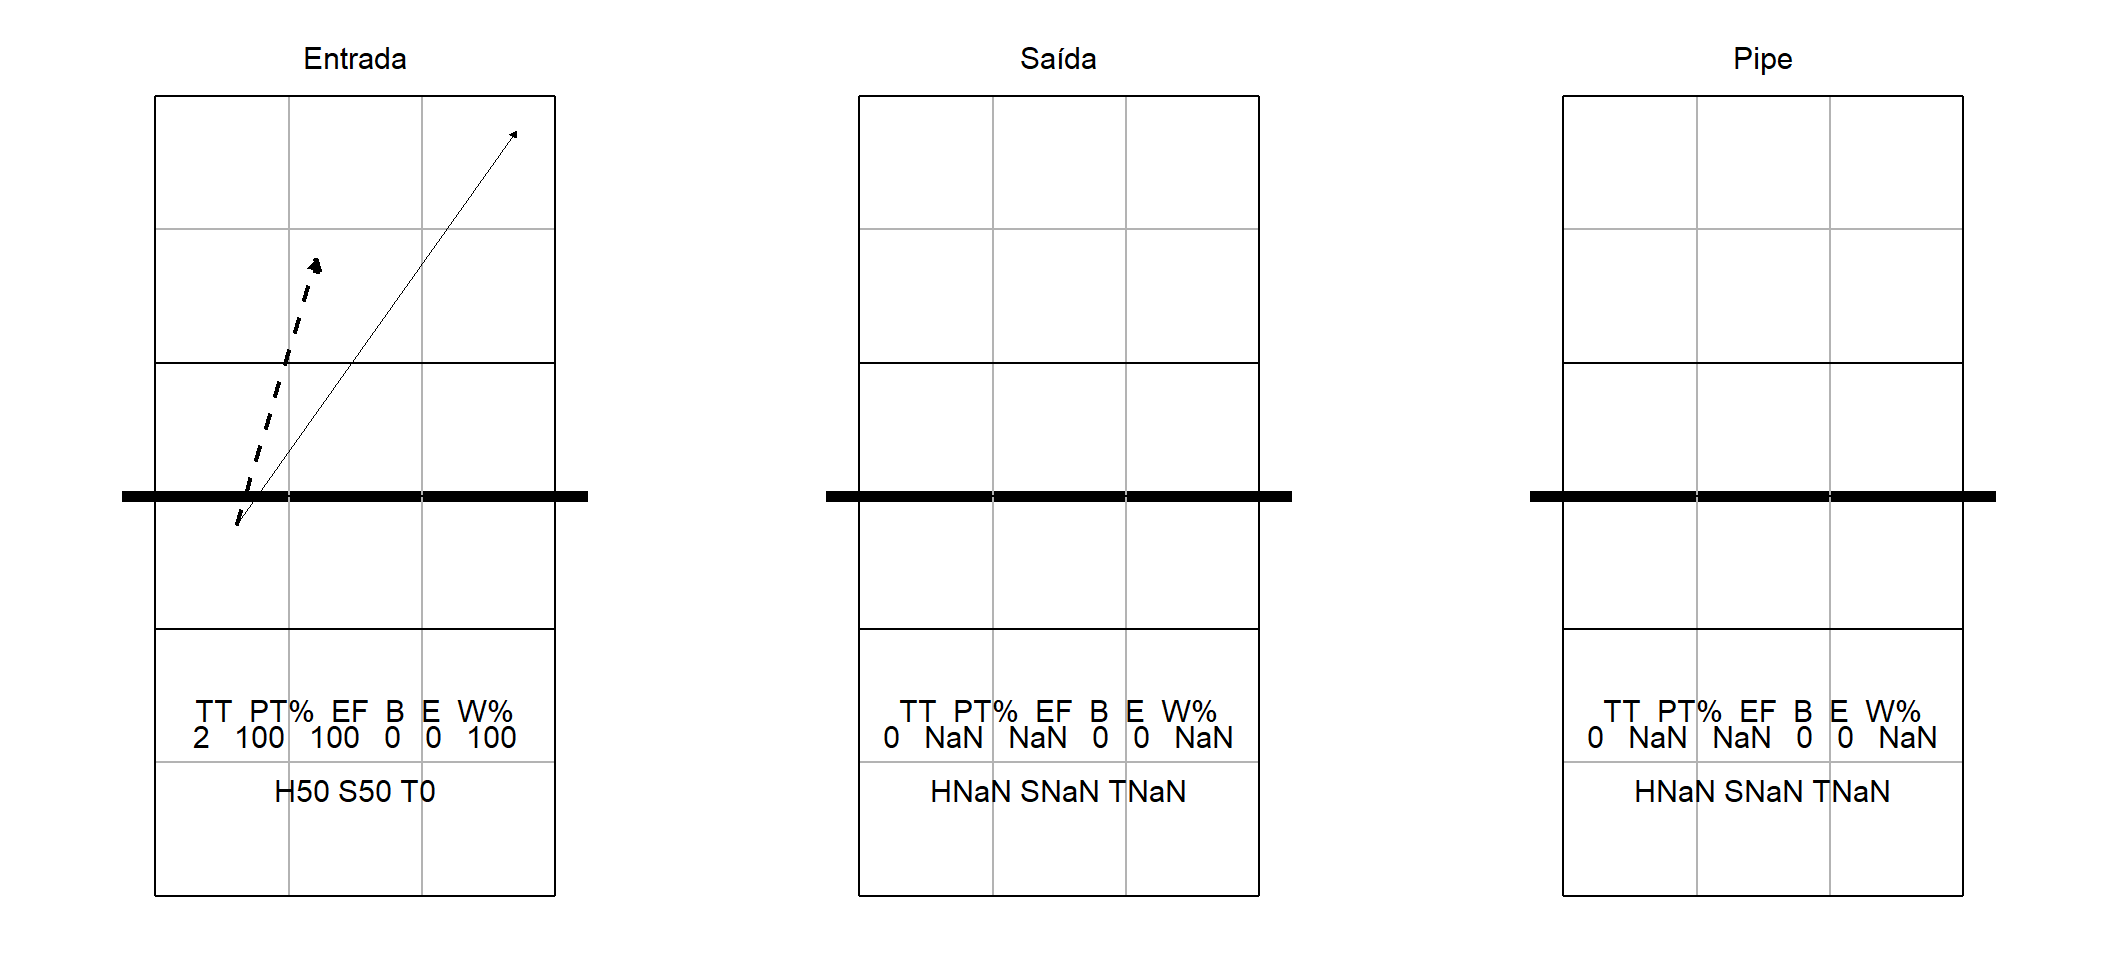 Entrada
TT PT% EF B E W%
2 100 100 0 0 100
H50 S50 T0
Saída
TT PT% EF B E W%
0 NaN NaN 0 0 NaN
HNaN SNaN TNaN
Pipe
TT PT% EF B E W%
0 NaN NaN 0 0 NaN
HNaN SNaN TNaN